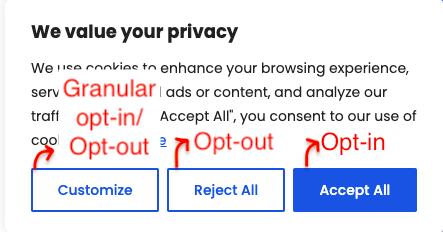 We value your privacy
We use cookies to enhance your browsing experience,
Granular
serv ads or content, and analyze our
opt-in/
traff Accept All", you consent to our use of
Opt-out
coo e
Opt-out
Opt-in
Customize
Reject All
Accept All